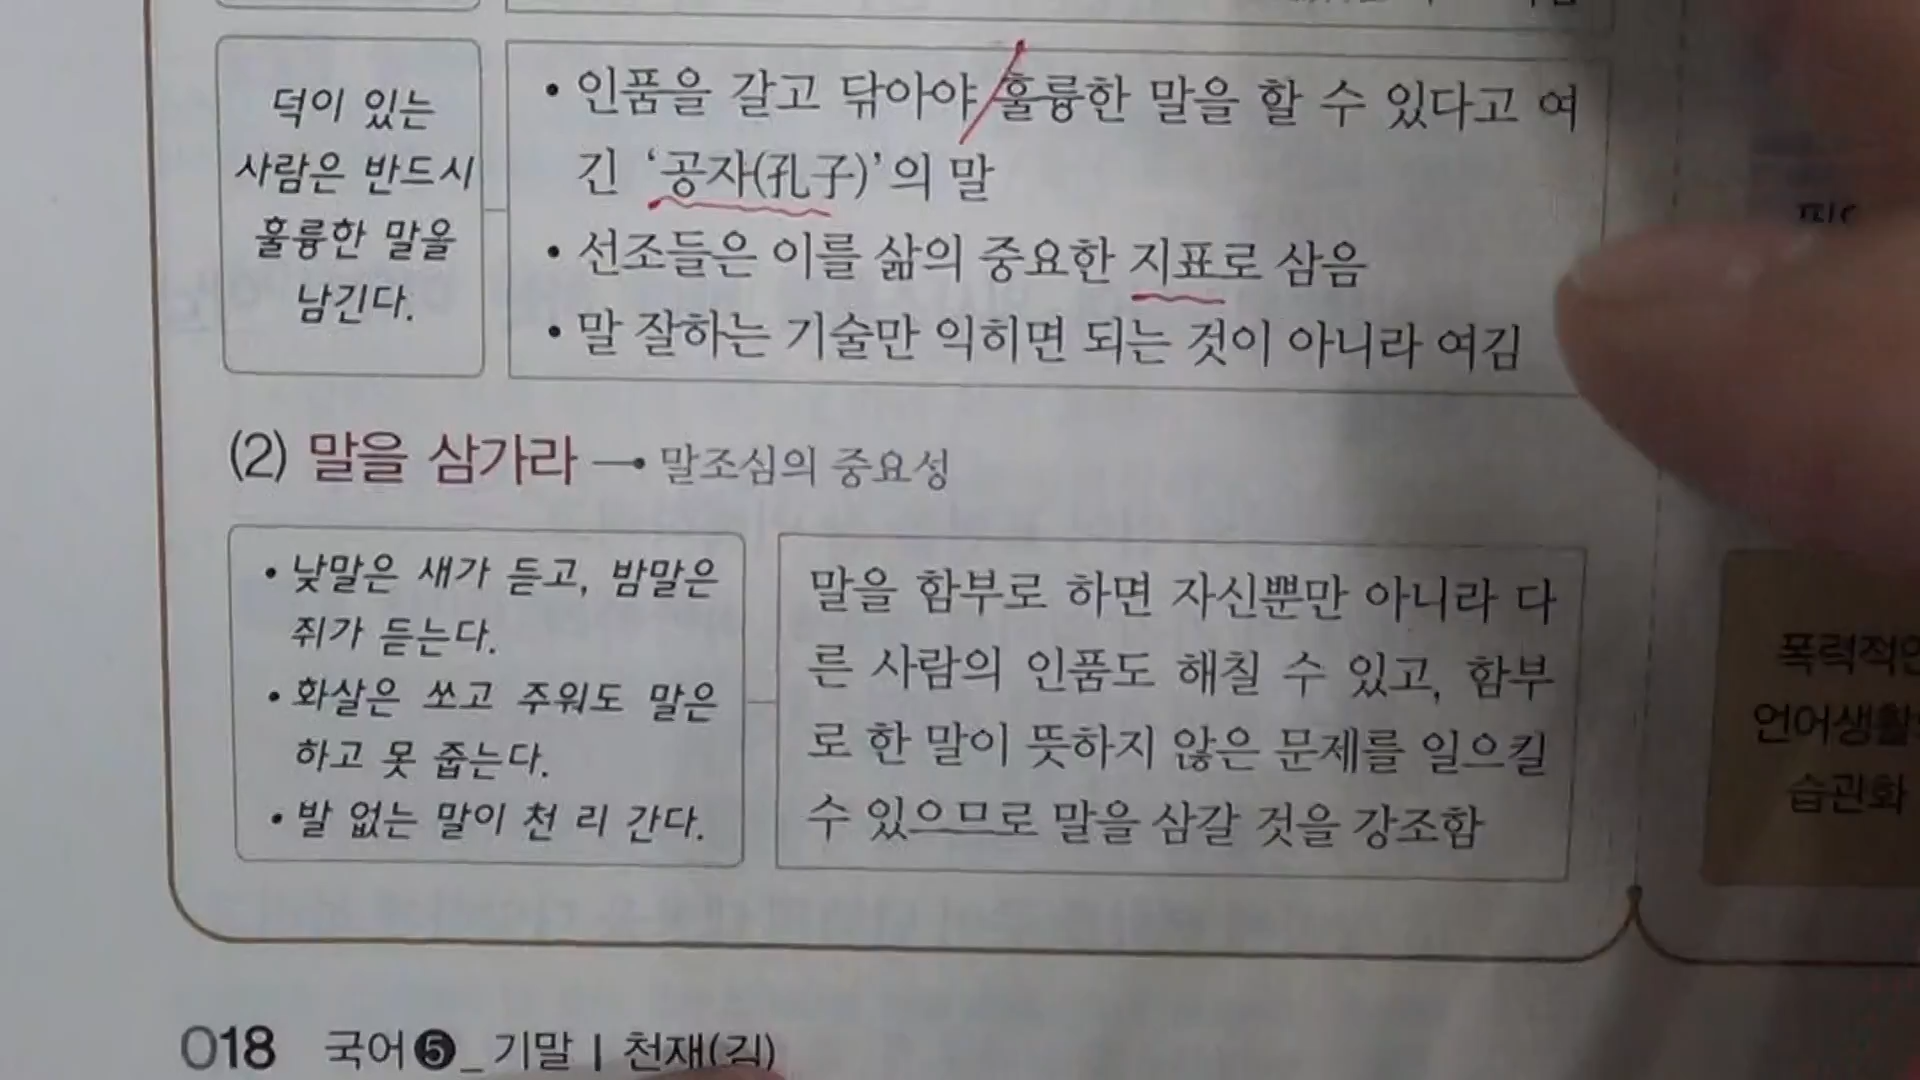 덕이 있는
사람은 반드시
훌륭한 말을
남긴다.
• 인품을 갈고 닦아야 훌륭한 말을 할 수 있다고 여
긴 ‘공자(孔子)’의 말
• 선조들은 이를 삶의 중요한 지표로 삼음
• 말 잘하는 기술만 익히면 되는 것이 아니라 여김
(2) 말을 삼가라 → 말조심의 중요성
• 낮말은 새가 듣고, 밤말은
쥐가 듣는다.
• 화살은 쏘고 주워도 말은
하고 못 줍는다.
• 발 없는 말이 천 리 간다.
말을 함부로 하면 자신뿐만 아니라 다
른 사람의 인품도 해칠 수 있고, 함부
로 한 말이 뜻하지 않은 문제를 일으킬
수 있으므로 말을 삼갈 것을 강조함
폭력적인
언어생활
습관화
018 국어❺_기말 | 천재(김)